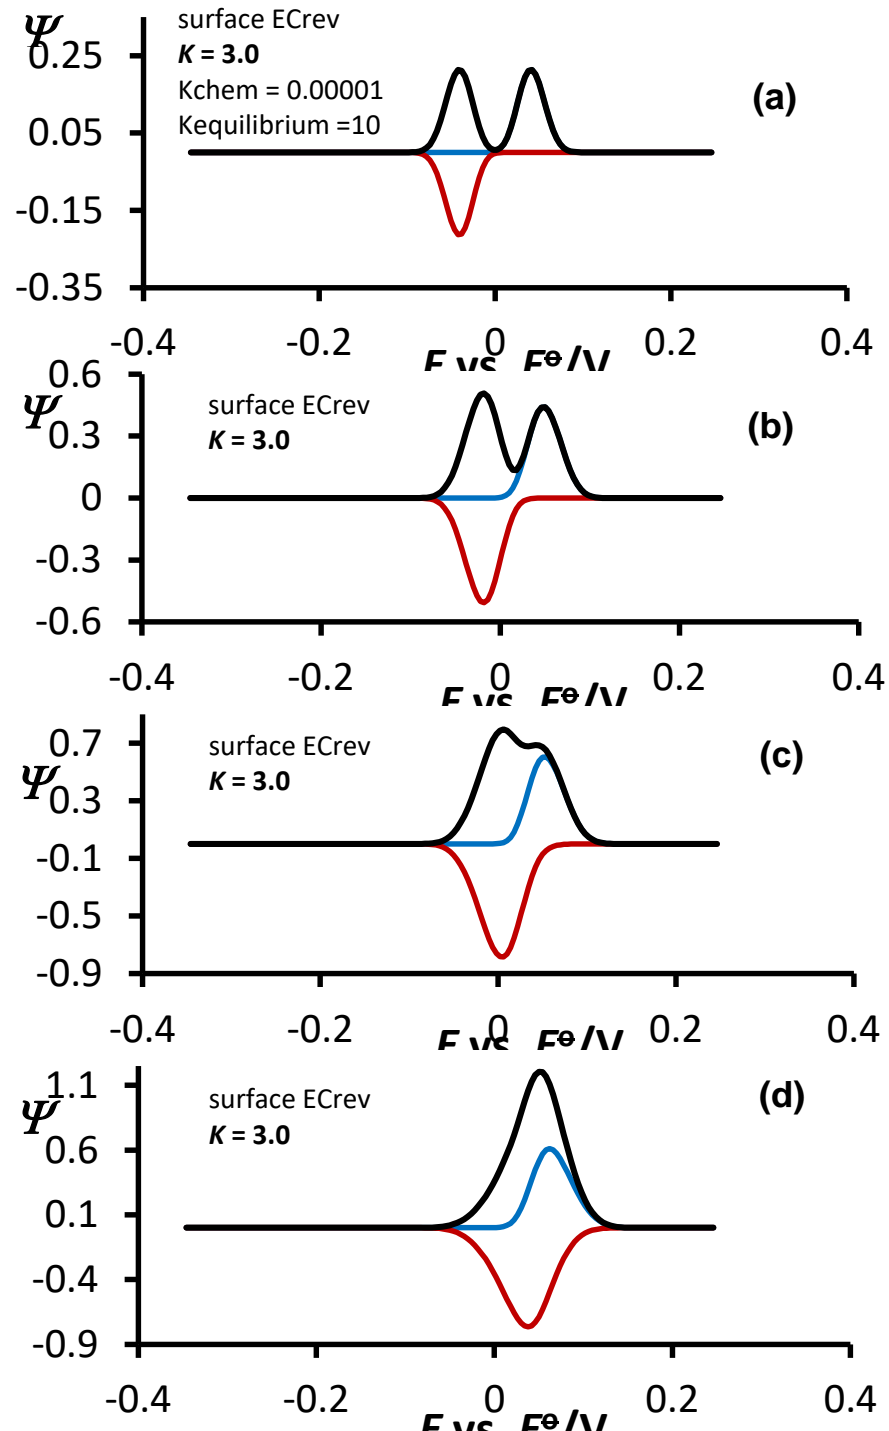 Ψ
surface ECrev
K = 3.0
Kchem = 0.00001
Kequilibrium =10
(a)
0.25
0.05
-0.15
-0.35
-0.4 -0.2 0 0.2 0.4
E vs. E⊖/V
Ψ
surface ECrev
K = 3.0
(b)
0.6
0.3
0
-0.3
-0.6
-0.4 -0.2 0 0.2 0.4
E vs. E⊖/V
Ψ
surface ECrev
K = 3.0
(c)
0.7
0.3
-0.1
-0.5
-0.9
-0.4 -0.2 0 0.2 0.4
E vs. E⊖/V
Ψ
surface ECrev
K = 3.0
(d)
1.1
0.6
0.1
-0.4
-0.9
-0.4 -0.2 0 0.2 0.4
E vs. E⊖/V